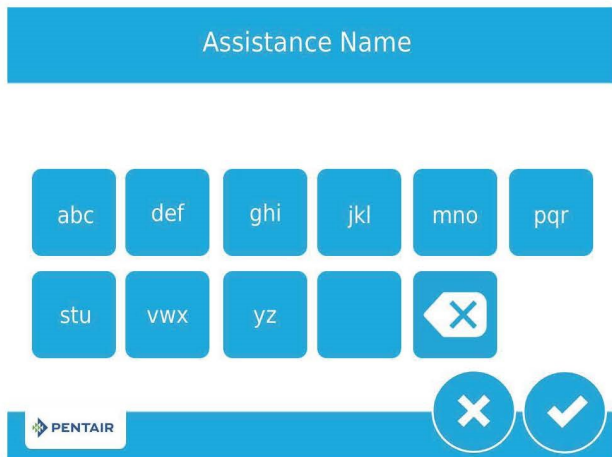 Assistance Name
abc def ghi jkl mno pqr
stu vwx yz
PENTAIR